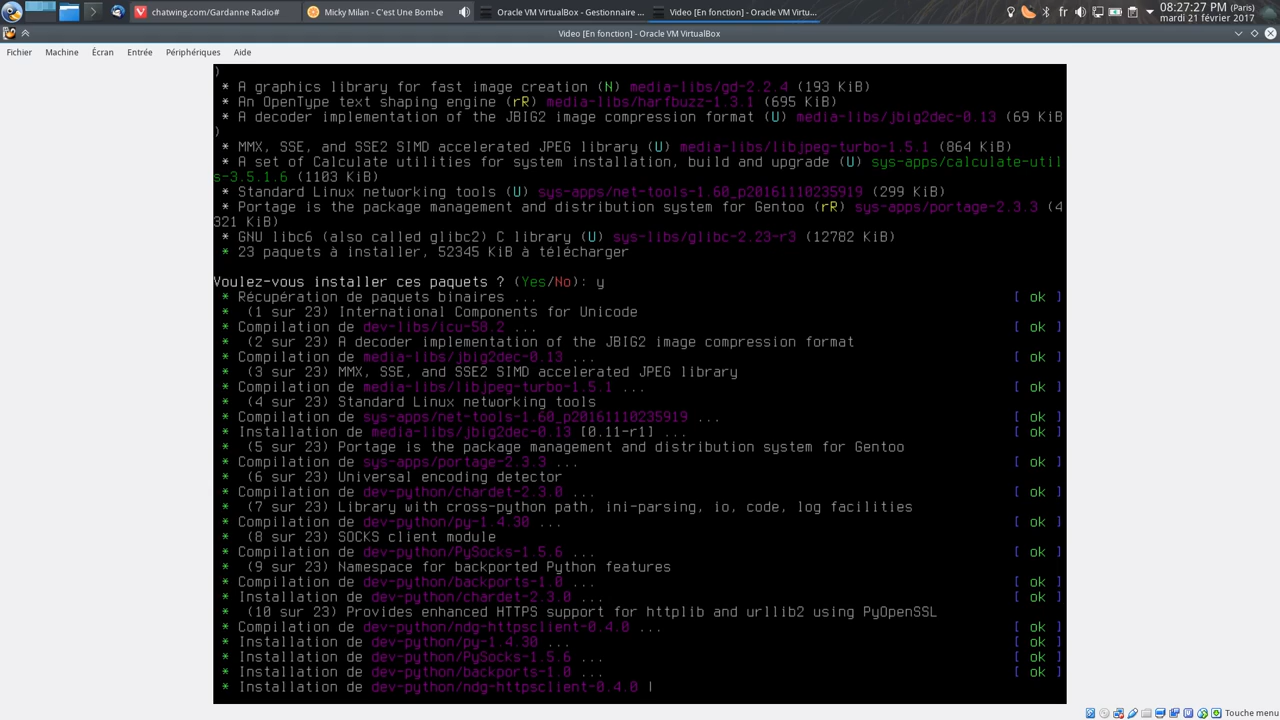 chatwing.com/Gardanne Radio#
Micky Milan - C'est Une Bombe
Oracle VM VirtualBox - Gestionnaire ...
Video [En fonction] - Oracle VM Virtu...
fr
08:27:27 PM (Paris)
mardi 21 février 2017
Video [En fonction] - Oracle VM VirtualBox
Fichier Machine Écran Entrée Périphériques Aide
)
* A graphics library for fast image creation (N) media-libs/gd-2.2.4 (193 KiB)
* An OpenType text shaping engine (rR) media-libs/harfbuzz-1.3.1 (695 KiB)
* A decoder implementation of the JBIG2 image compression format (U) media-libs/jbig2dec-0.13 (69 KiB
)
* MMX, SSE, and SSE2 SIMD accelerated JPEG library (U) media-libs/libjpeg-turbo-1.5.1 (864 KiB)
* A set of Calculate utilities for system installation, build and upgrade (U) sys-apps/calculate-util
s-3.5.1.6 (1103 KiB)
* Standard Linux networking tools (U) sys-apps/net-tools-1.60_p20161110235919 (299 KiB)
* Portage is the package management and distribution system for Gentoo (rR) sys-apps/portage-2.3.3 (4
321 KiB)
* GNU libc6 (also called glibc2) C library (U) sys-libs/glibc-2.23-r3 (12782 KiB)
* 23 paquets à installer, 52345 KiB à télécharger
Voulez-vous installer ces paquets ? (Yes/No): y
* Récupération de paquets binaires ... [ ok ]
* (1 sur 23) International Components for Unicode
* Compilation de dev-libs/icu-58.2 ... [ ok ]
* (2 sur 23) A decoder implementation of the JBIG2 image compression format
* Compilation de media-libs/jbig2dec-0.13 ... [ ok ]
* (3 sur 23) MMX, SSE, and SSE2 SIMD accelerated JPEG library
* Compilation de media-libs/libjpeg-turbo-1.5.1 ... [ ok ]
* (4 sur 23) Standard Linux networking tools
* Compilation de sys-apps/net-tools-1.60_p20161110235919 ... [ ok ]
* Installation de media-libs/jbig2dec-0.13 [0.11-r1] ... [ ok ]
* (5 sur 23) Portage is the package management and distribution system for Gentoo
* Compilation de sys-apps/portage-2.3.3 ... [ ok ]
* (6 sur 23) Universal encoding detector
* Compilation de dev-python/chardet-2.3.0 ... [ ok ]
* (7 sur 23) Library with cross-python path, ini-parsing, io, code, log facilities
* Compilation de dev-python/py-1.4.30 ... [ ok ]
* (8 sur 23) SOCKS client module
* Compilation de dev-python/PySocks-1.5.6 ... [ ok ]
* (9 sur 23) Namespace for backported Python features
* Compilation de dev-python/backports-1.0 ... [ ok ]
* Installation de dev-python/chardet-2.3.0 ... [ ok ]
* (10 sur 23) Provides enhanced HTTPS support for httplib and urllib2 using PyOpenSSL
* Compilation de dev-python/ndg-httpsclient-0.4.0 ... [ ok ]
* Installation de dev-python/py-1.4.30 ... [ ok ]
* Installation de dev-python/PySocks-1.5.6 ... [ ok ]
* Installation de dev-python/backports-1.0 ... [ ok ]
* Installation de dev-python/ndg-httpsclient-0.4.0 |
Touche menu